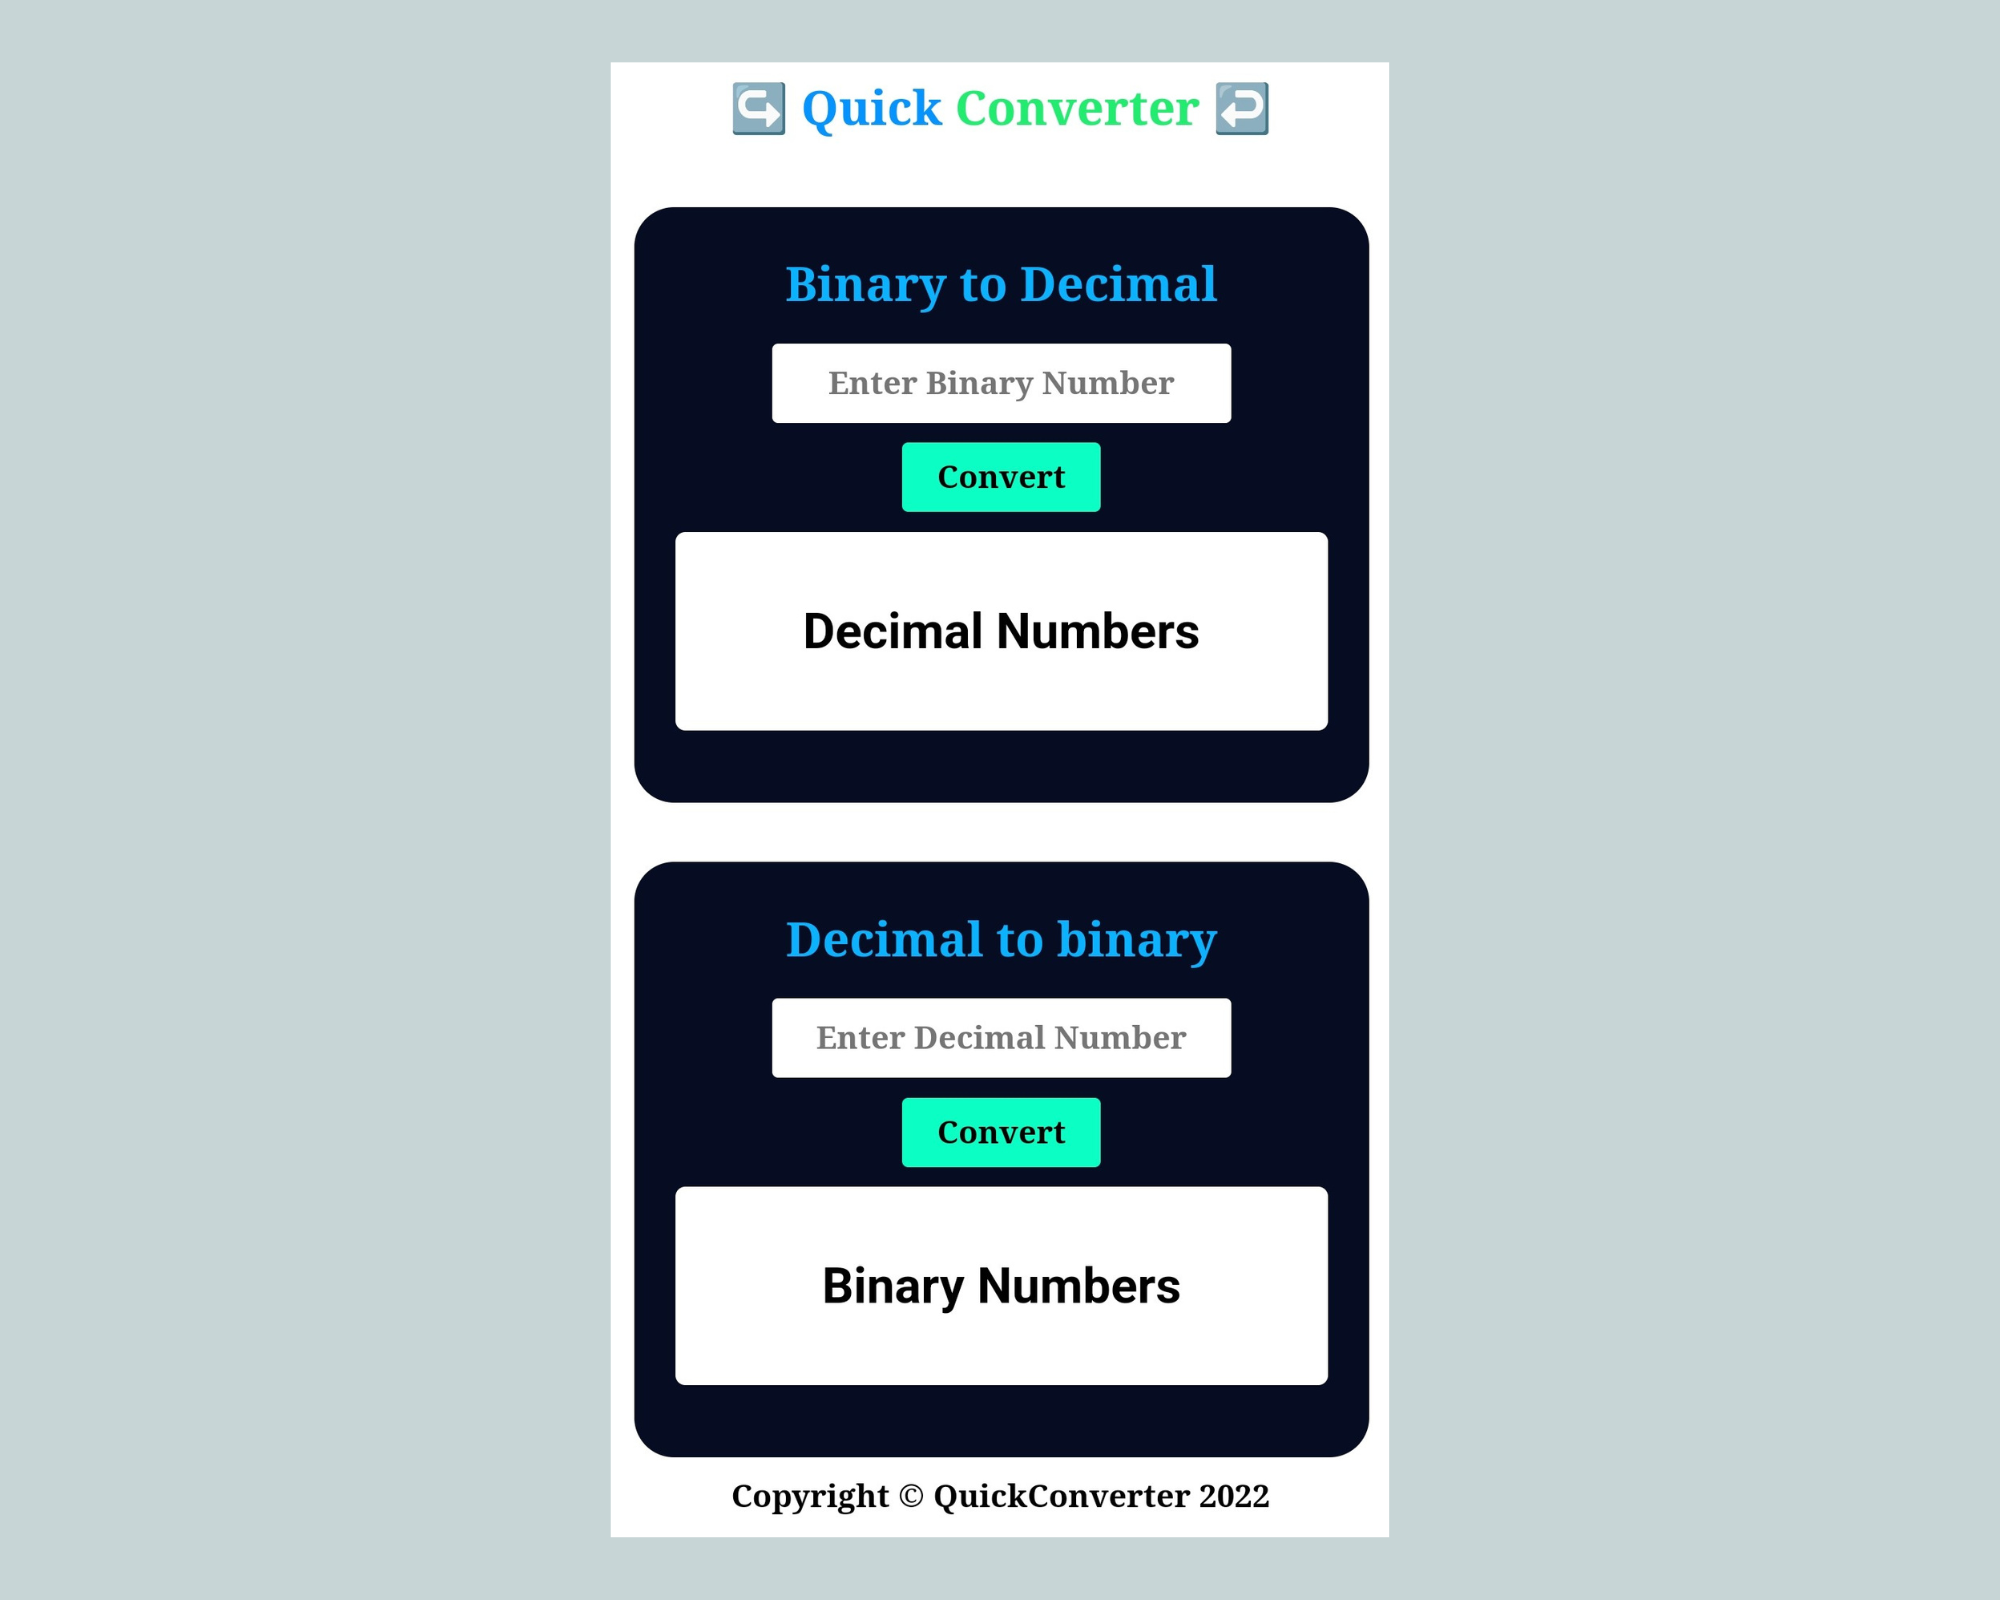 ↪️ Quick Converter ↩️
Binary to Decimal
Enter Binary Number
Convert
Decimal Numbers
Decimal to binary
Enter Decimal Number
Convert
Binary Numbers
Copyright © QuickConverter 2022